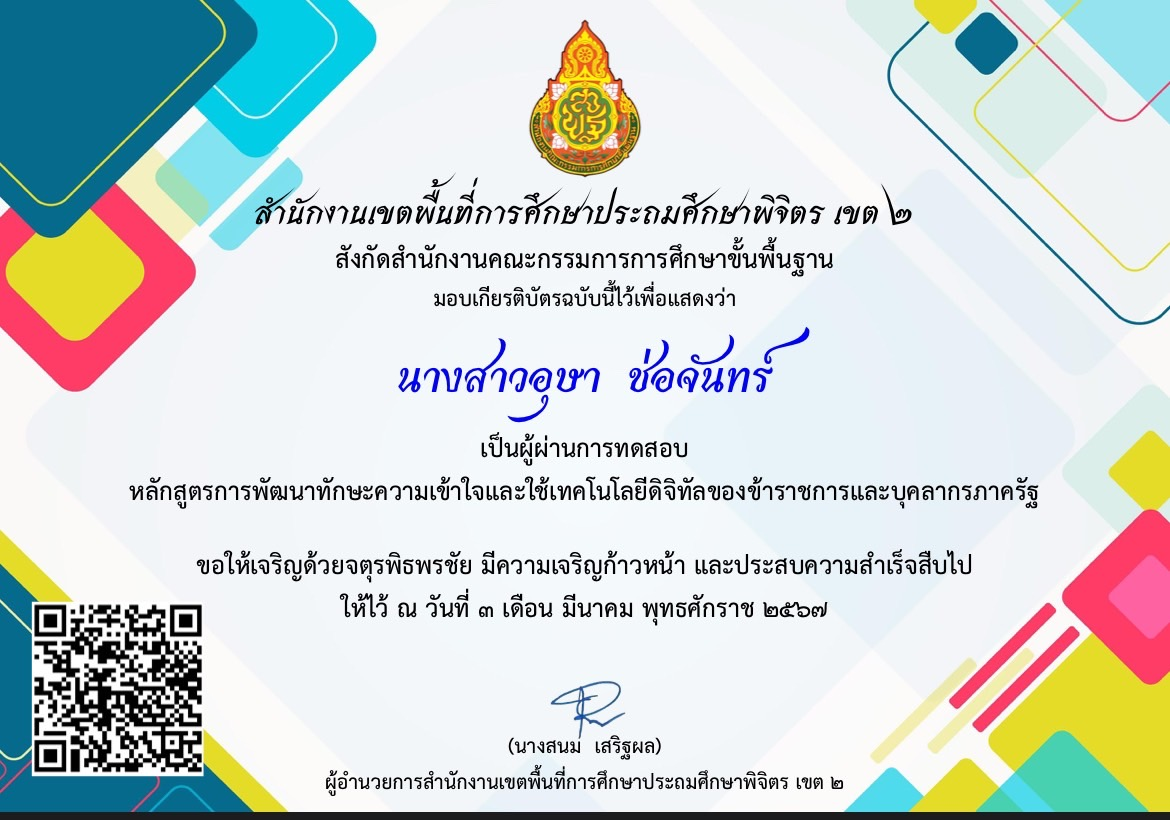 สำนักงานเขตพื้นที่การศึกษาประถมศึกษาพิจิตร เขต ๒
สังกัดสำนักงานคณะกรรมการการศึกษาขั้นพื้นฐาน
มอบเกียรติบัตรฉบับนี้ไว้เพื่อแสดงว่า
นางสาวอุษา ช่อจันทร์
เป็นผู้ผ่านการทดสอบ
หลักสูตรการพัฒนาทักษะความเข้าใจและใช้เทคโนโลยีดิจิทัลของข้าราชการและบุคลากรภาครัฐ
ขอให้เจริญด้วยจตุรพิธพรชัย มีความเจริญก้าวหน้า และประสบความสำเร็จสืบไป
ให้ไว้ ณ วันที่ ๓ เดือน มีนาคม พุทธศักราช ๒๕๖๗
(นางสนม เสริฐผล)
ผู้อำนวยการสำนักงานเขตพื้นที่การศึกษาประถมศึกษาพิจิตร เขต ๒